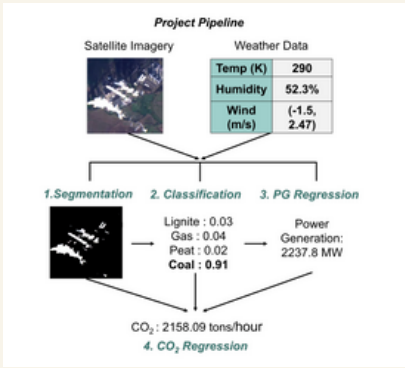 Project Pipeline
Satellite Imagery Weather Data
Temp (K) 290
Humidity 52.3%
Wind (m/s) (-1.5, 2.47)
1.Segmentation 2. Classification 3. PG Regression
Lignite : 0.03
Gas : 0.04
Peat : 0.02
Coal : 0.91
Power
Generation:
2237.8 MW
CO₂ : 2158.09 tons/hour
4. CO₂ Regression